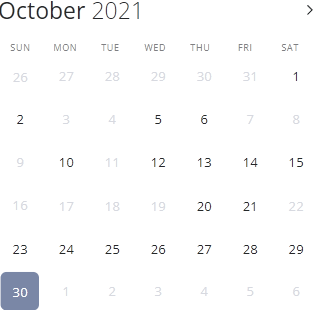 October 2021
SUN MON TUE WED THU FRI SAT
26 27 28 29 30 31 1
2 3 4 5 6 7 8
9 10 11 12 13 14 15
16 17 18 19 20 21 22
23 24 25 26 27 28 29
30 1 2 3 4 5 6